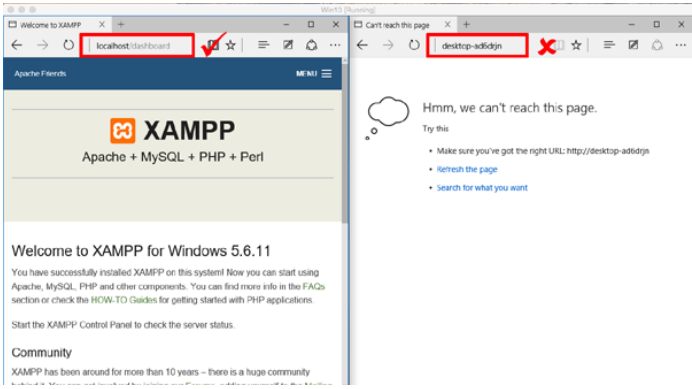 Win10 [Running]
Welcome to XAMPP
localhost/dashboard
Apache Friends
MENU
XAMPP
Apache + MySQL + PHP + Perl
Welcome to XAMPP for Windows 5.6.11
You have successfully installed XAMPP on this system! Now you can start using
Apache, MySQL, PHP and other components. You can find more info in the FAQs
section or check the HOW-TO Guides for getting started with PHP applications.
Start the XAMPP Control Panel to check the server status.
Community
XAMPP has been around for more than 10 years – there is a huge community
Can't reach this page
desktop-ad6drjn
Hmm, we can't reach this page.
Try this
Make sure you've got the right URL: http://desktop-ad6drjn
Refresh the page
Search for what you want